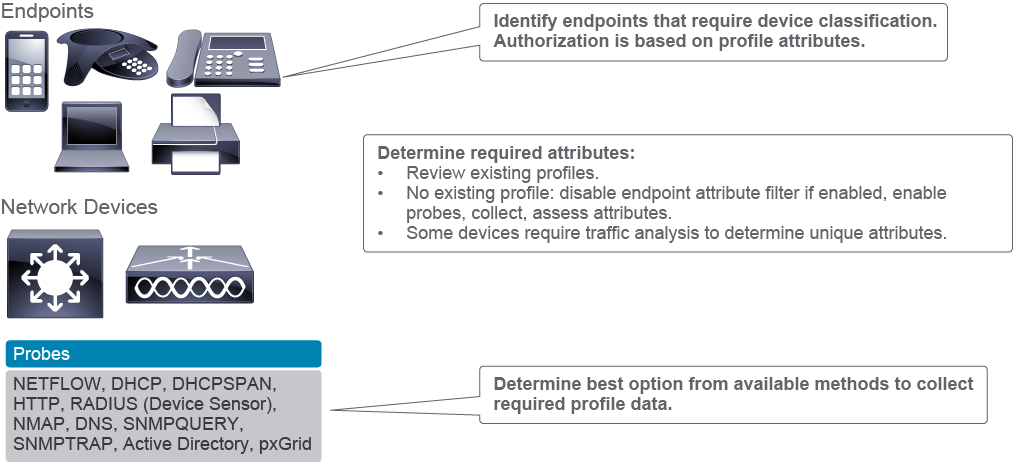 Endpoints
Identify endpoints that require device classification.
Authorization is based on profile attributes.
Determine required attributes:
• Review existing profiles.
• No existing profile: disable endpoint attribute filter if enabled, enable
probes, collect, assess attributes.
• Some devices require traffic analysis to determine unique attributes.
Network Devices
Probes
NETFLOW, DHCP, DHCPSPAN,
HTTP, RADIUS (Device Sensor),
NMAP, DNS, SNMPQUERY,
SNMPTRAP, Active Directory, pxGrid
Determine best option from available methods to collect
required profile data.